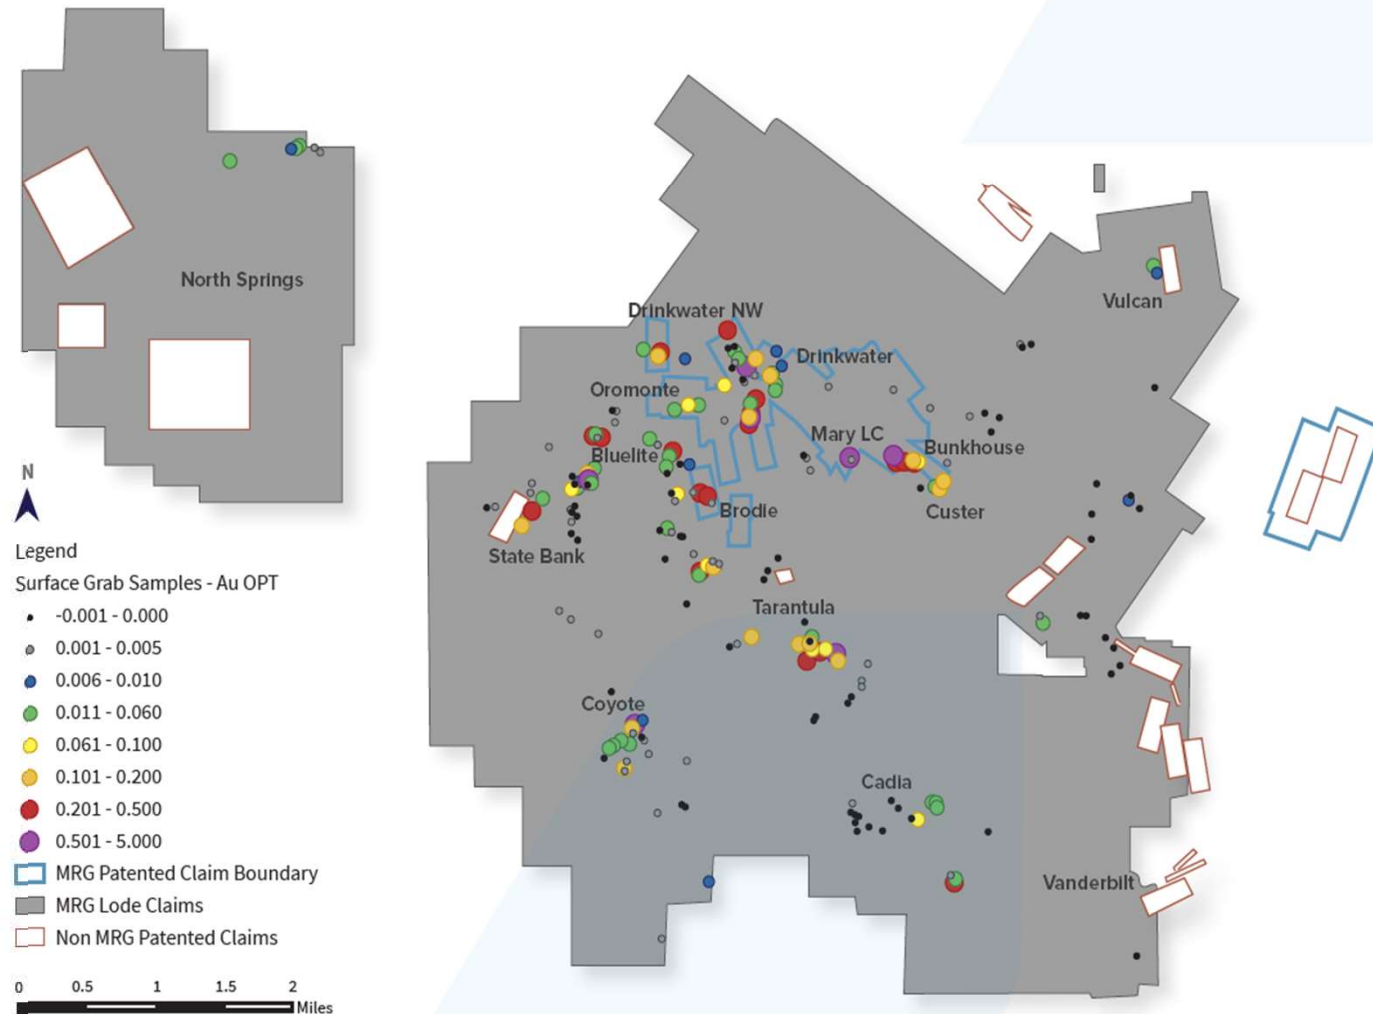 North Springs
N
Legend
Surface Grab Samples - Au OPT
-0.001 - 0.000
0.001 - 0.005
0.006 - 0.010
0.011 - 0.060
0.061 - 0.100
0.101 - 0.200
0.201 - 0.500
0.501 - 5.000
MRG Patented Claim Boundary
MRG Lode Claims
Non MRG Patented Claims
0 0.5 1 1.5 2
Miles
Vulcan
Drinkwater NW
Drinkwater
Oromonte
Mary LC
Bunkhouse
Bluelite
Brodie
Custer
State Bank
Tarantula
Coyote
Cadia
Vanderbilt